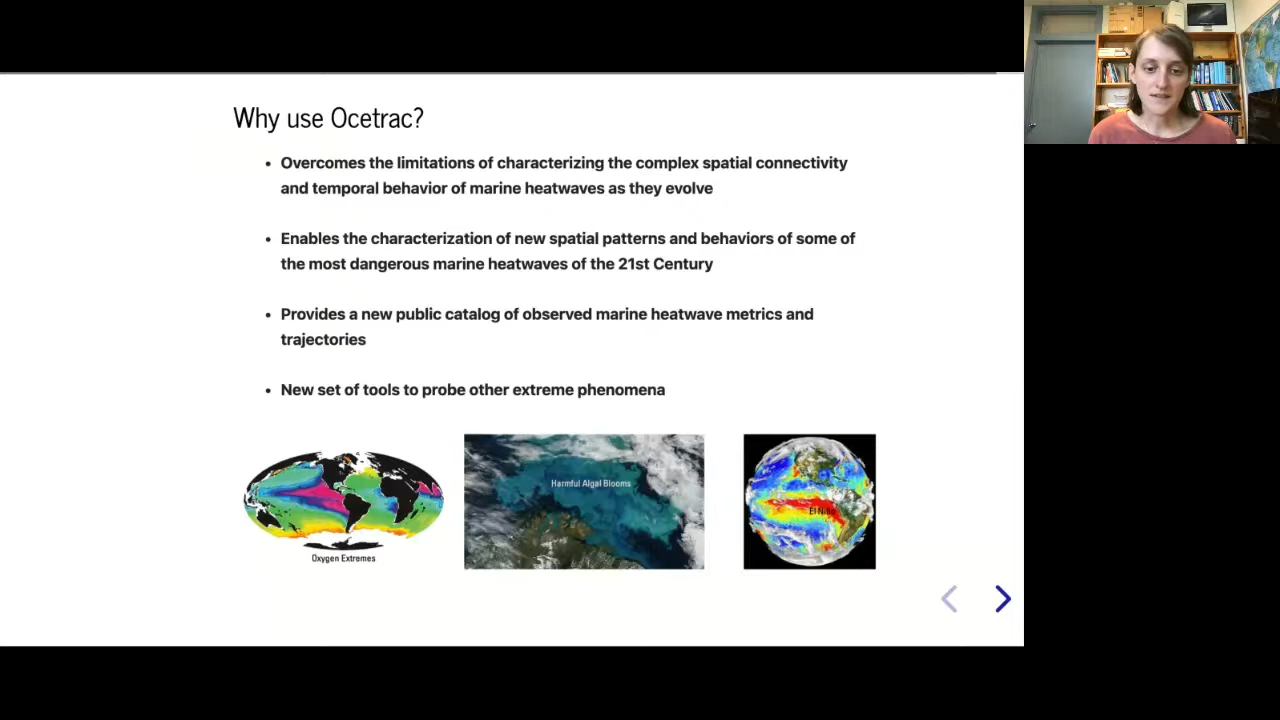 Why use Ocetrac?
• Overcomes the limitations of characterizing the complex spatial connectivity
and temporal behavior of marine heatwaves as they evolve
• Enables the characterization of new spatial patterns and behaviors of some of
the most dangerous marine heatwaves of the 21st Century
• Provides a new public catalog of observed marine heatwave metrics and
trajectories
• New set of tools to probe other extreme phenomena
Harmful Algal Blooms
El Niño
Oxygen Extremes